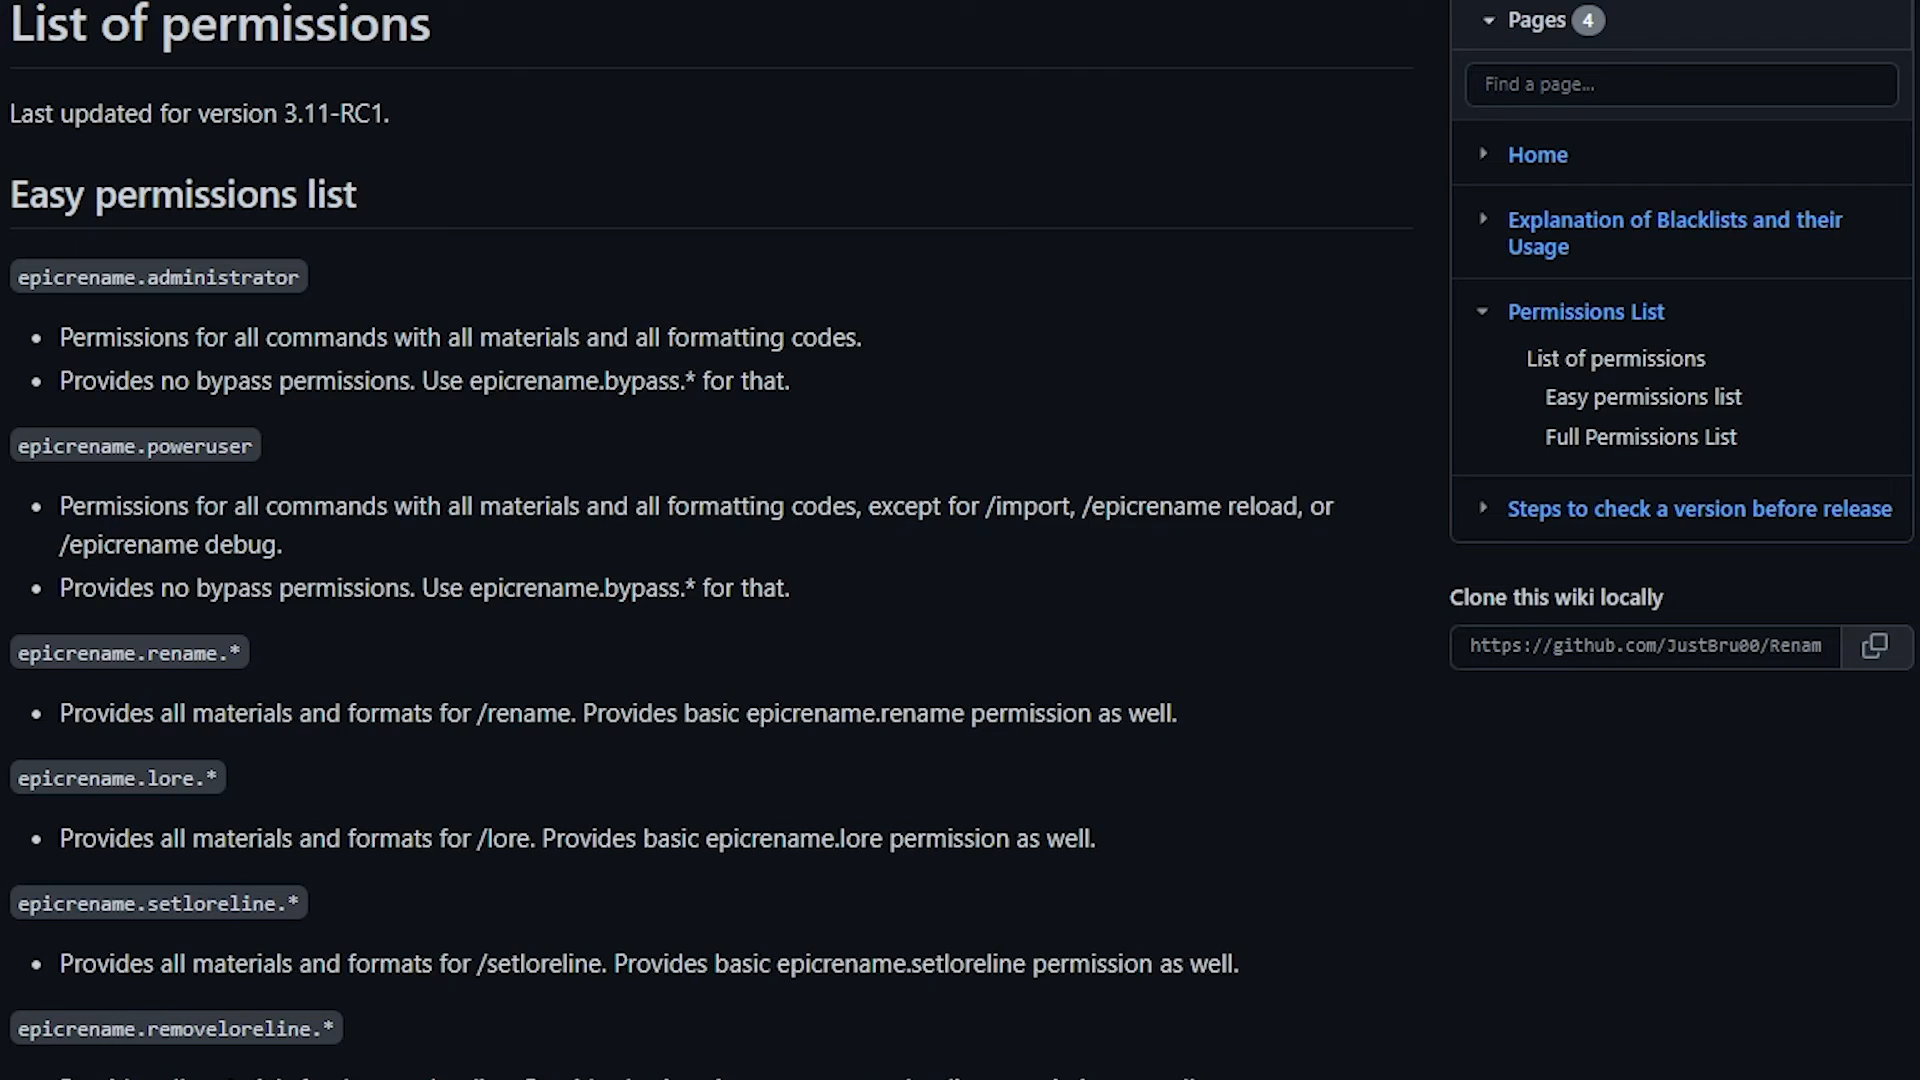 List of permissions
Last updated for version 3.11-RC1.
Easy permissions list
epicrename.administrator
• Permissions for all commands with all materials and all formatting codes.
• Provides no bypass permissions. Use epicrename.bypass.* for that.
epicrename.poweruser
• Permissions for all commands with all materials and all formatting codes, except for /import, /epicrename reload, or
/epicrename debug.
• Provides no bypass permissions. Use epicrename.bypass.* for that.
epicrename.rename.*
• Provides all materials and formats for /rename. Provides basic epicrename.rename permission as well.
epicrename.lore.*
• Provides all materials and formats for /lore. Provides basic epicrename.lore permission as well.
epicrename.setloreline.*
• Provides all materials and formats for /setloreline. Provides basic epicrename.setloreline permission as well.
epicrename.removeloreline.*
Pages 4
Find a page...
Home
Explanation of Blacklists and their
Usage
Permissions List
List of permissions
Easy permissions list
Full Permissions List
Steps to check a version before release
Clone this wiki locally
https://github.com/JustBru00/Renam